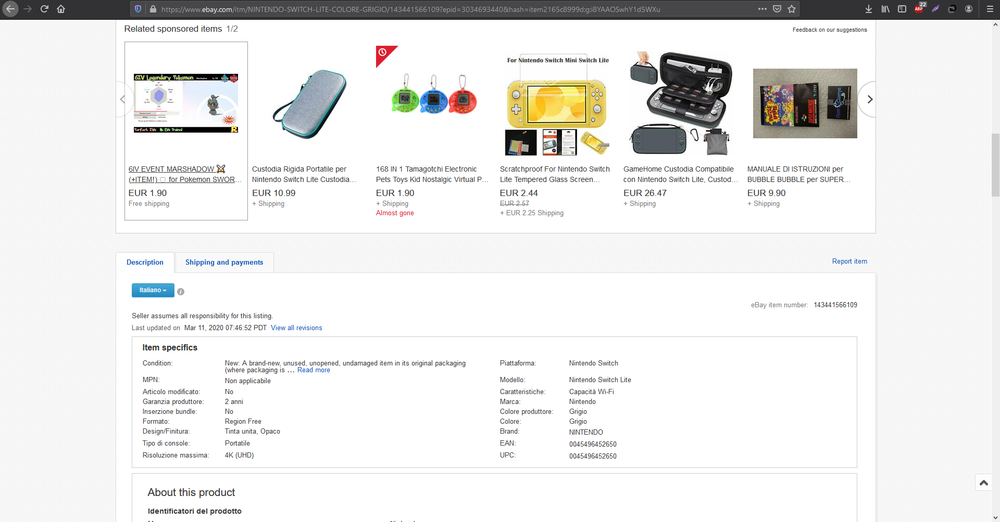 https://www.ebay.com/itm/NINTENDO-SWITCH-LITE-COLORE-GRIGIO/143441566109?epid=3034693440&hash=item2165c8999d:g:i8YAAOSwhY1d5WXu
22
ABP
Related sponsored items 1/2
Feedback on our suggestions
6IV Legendary Pokemon
Perfect IVs No EVs Trained
For Nintendo Switch Mini Switch Lite
6IV EVENT MARSHADOW ⚔️
(+ITEM!) 🛡 for Pokemon SWOR…
EUR 1.90
Free shipping
Custodia Rigida Portatile per
Nintendo Switch Lite Custodia…
EUR 10.99
+ Shipping
168 IN 1 Tamagotchi Electronic
Pets Toys Kid Nostalgic Virtual P…
EUR 1.90
+ Shipping
Almost gone
Scratchproof For Nintendo Switch
Lite Tempered Glass Screen…
EUR 2.44
EUR 2.57
+ EUR 2.25 Shipping
GameHome Custodia Compatibile
con Nintendo Switch Lite, Custod…
EUR 26.47
+ Shipping
MANUALE DI ISTRUZIONI per
BUBBLE BUBBLE per SUPER…
EUR 9.90
+ Shipping
Description
Shipping and payments
Report item
Italiano
eBay item number: 143441566109
Seller assumes all responsibility for this listing.
Last updated on Mar 11, 2020 07:46:52 PDT View all revisions
Item specifics
Condition: New: A brand-new, unused, unopened, undamaged item in its original packaging
(where packaging is … Read more
Piattaforma: Nintendo Switch
MPN: Non applicabile
Modello: Nintendo Switch Lite
Articolo modificato: No
Caratteristiche: Capacità Wi-Fi
Garanzia produttore: 2 anni
Marca: Nintendo
Inserzione bundle: No
Colore produttore: Grigio
Formato: Region Free
Colore: Grigio
Design/Finitura: Tinta unita, Opaco
Brand: NINTENDO
Tipo di console: Portatile
EAN: 0045496452650
Risoluzione massima: 4K (UHD)
UPC: 0045496452650
About this product
Identificatori del prodotto